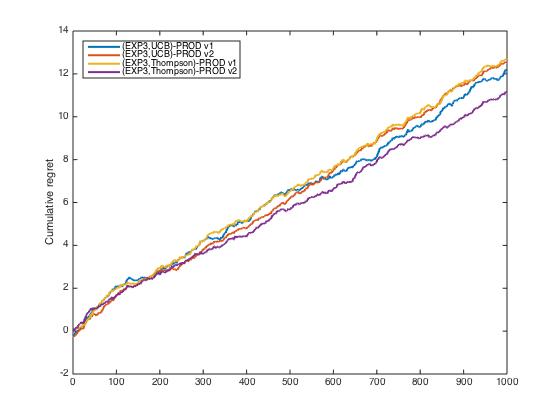 14
12
10
8
6
4
2
0
-2
Cumulative regret
(EXP3,UCB)-PROD v1
(EXP3,UCB)-PROD v2
(EXP3,Thompson)-PROD v1
(EXP3,Thompson)-PROD v2
0 100 200 300 400 500 600 700 800 900 1000